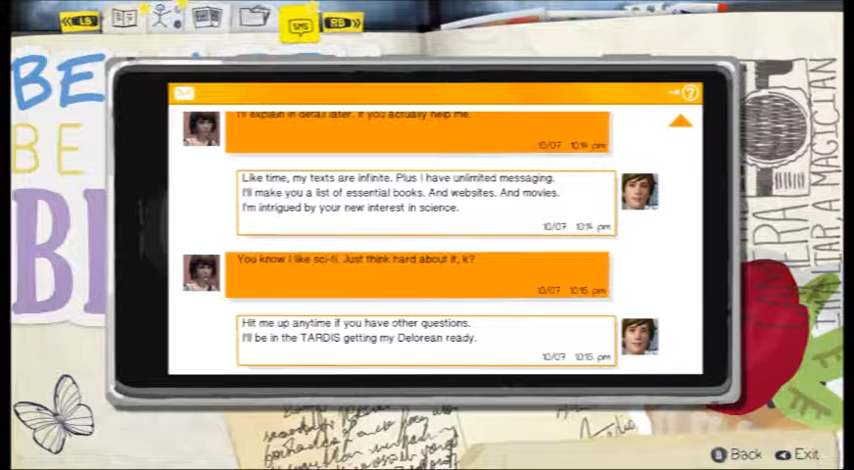 LS
SMS
RB
BE
BE
BL
I'll explain in detail later. If you actually help me.
10/07 10:14 pm
Like time, my texts are infinite. Plus I have unlimited messaging.
I'll make you a list of essential books. And websites. And movies.
I'm intrigued by your new interest in science.
10/07 10:14 pm
You know I like sci-fi. Just think hard about it, k?
10/07 10:15 pm
Hit me up anytime if you have other questions.
I'll be in the TARDIS getting my Delorean ready.
10/07 10:15 pm
MAGICIAN
Back
Exit